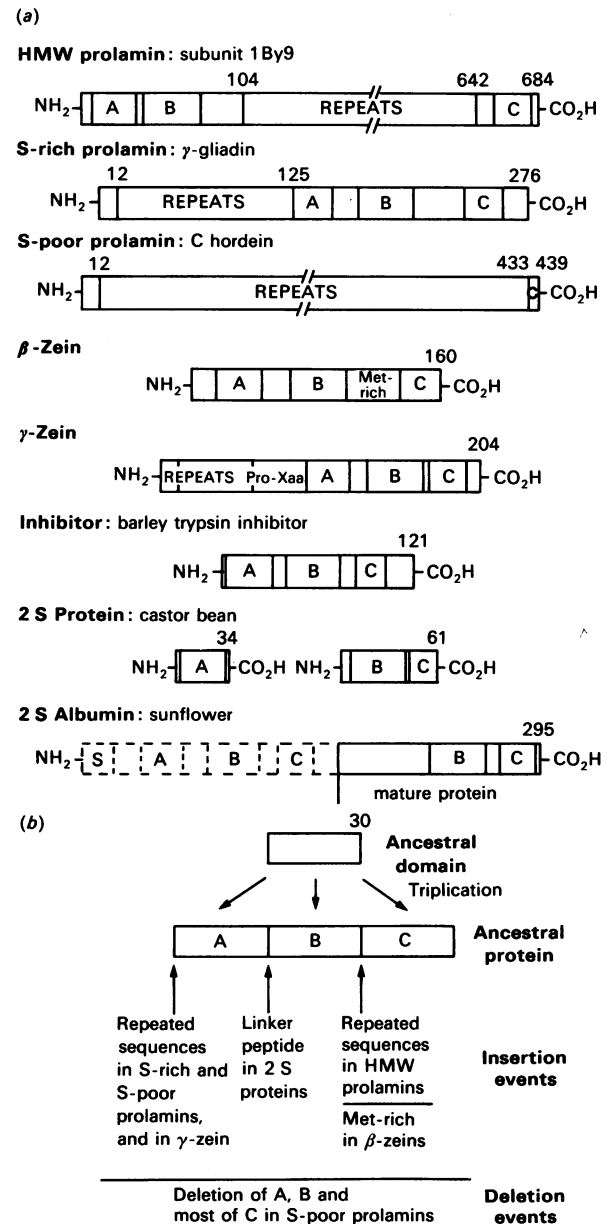 (a)
HMW prolamin: subunit 1By9
104 642 684
NH2 A B REPEATS C CO2H
S-rich prolamin: γ-gliadin
12 125 276
NH2 REPEATS A B C CO2H
S-poor prolamin: C hordein
12 433 439
NH2 REPEATS C CO2H
β-Zein
160
NH2 A B Met-rich C CO2H
γ-Zein
204
NH2 REPEATS Pro-Xaa A B C CO2H
Inhibitor: barley trypsin inhibitor
121
NH2 A B C CO2H
2 S Protein: castor bean
34 61
NH2 A CO2H NH2 B C CO2H
2 S Albumin: sunflower
295
NH2 S A B C B C CO2H
mature protein
(b)
30
Ancestral
domain
Triplication
A B C
Ancestral
protein
Repeated
sequences
in S-rich and
S-poor
prolamins,
and in γ-zein
Linker
peptide
in 2 S
proteins
Repeated
sequences
in HMW
prolamins
Met-rich
in β-zeins
Insertion
events
Deletion of A, B and
most of C in S-poor prolamins
Deletion
events